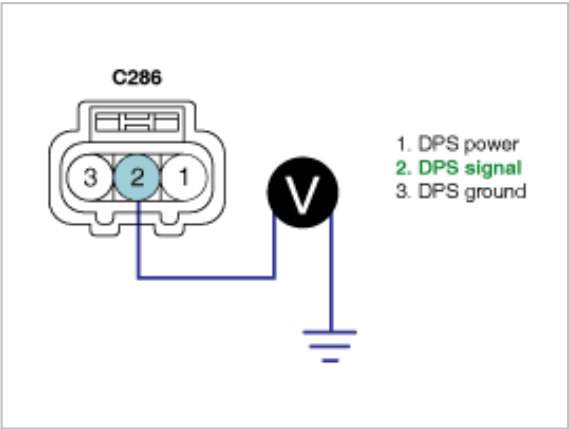 C286
3 2 1
V
1. DPS power
2. DPS signal
3. DPS ground